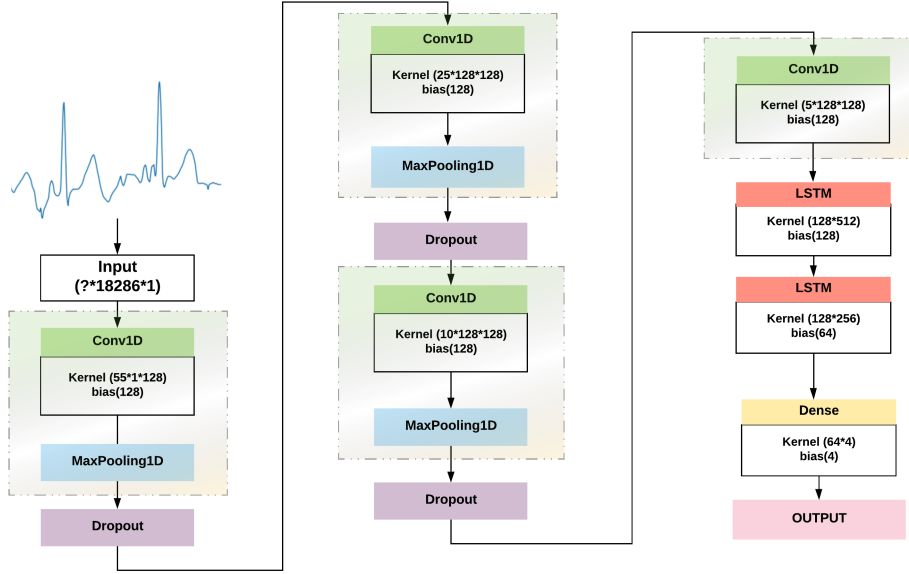 Input
(?*18286*1)
Conv1D
Kernel (55*1*128)
bias(128)
MaxPooling1D
Dropout
Conv1D
Kernel (25*128*128)
bias(128)
MaxPooling1D
Dropout
Conv1D
Kernel (10*128*128)
bias(128)
MaxPooling1D
Dropout
Conv1D
Kernel (5*128*128)
bias(128)
LSTM
Kernel (128*512)
bias(128)
LSTM
Kernel (128*256)
bias(64)
Dense
Kernel (64*4)
bias(4)
OUTPUT